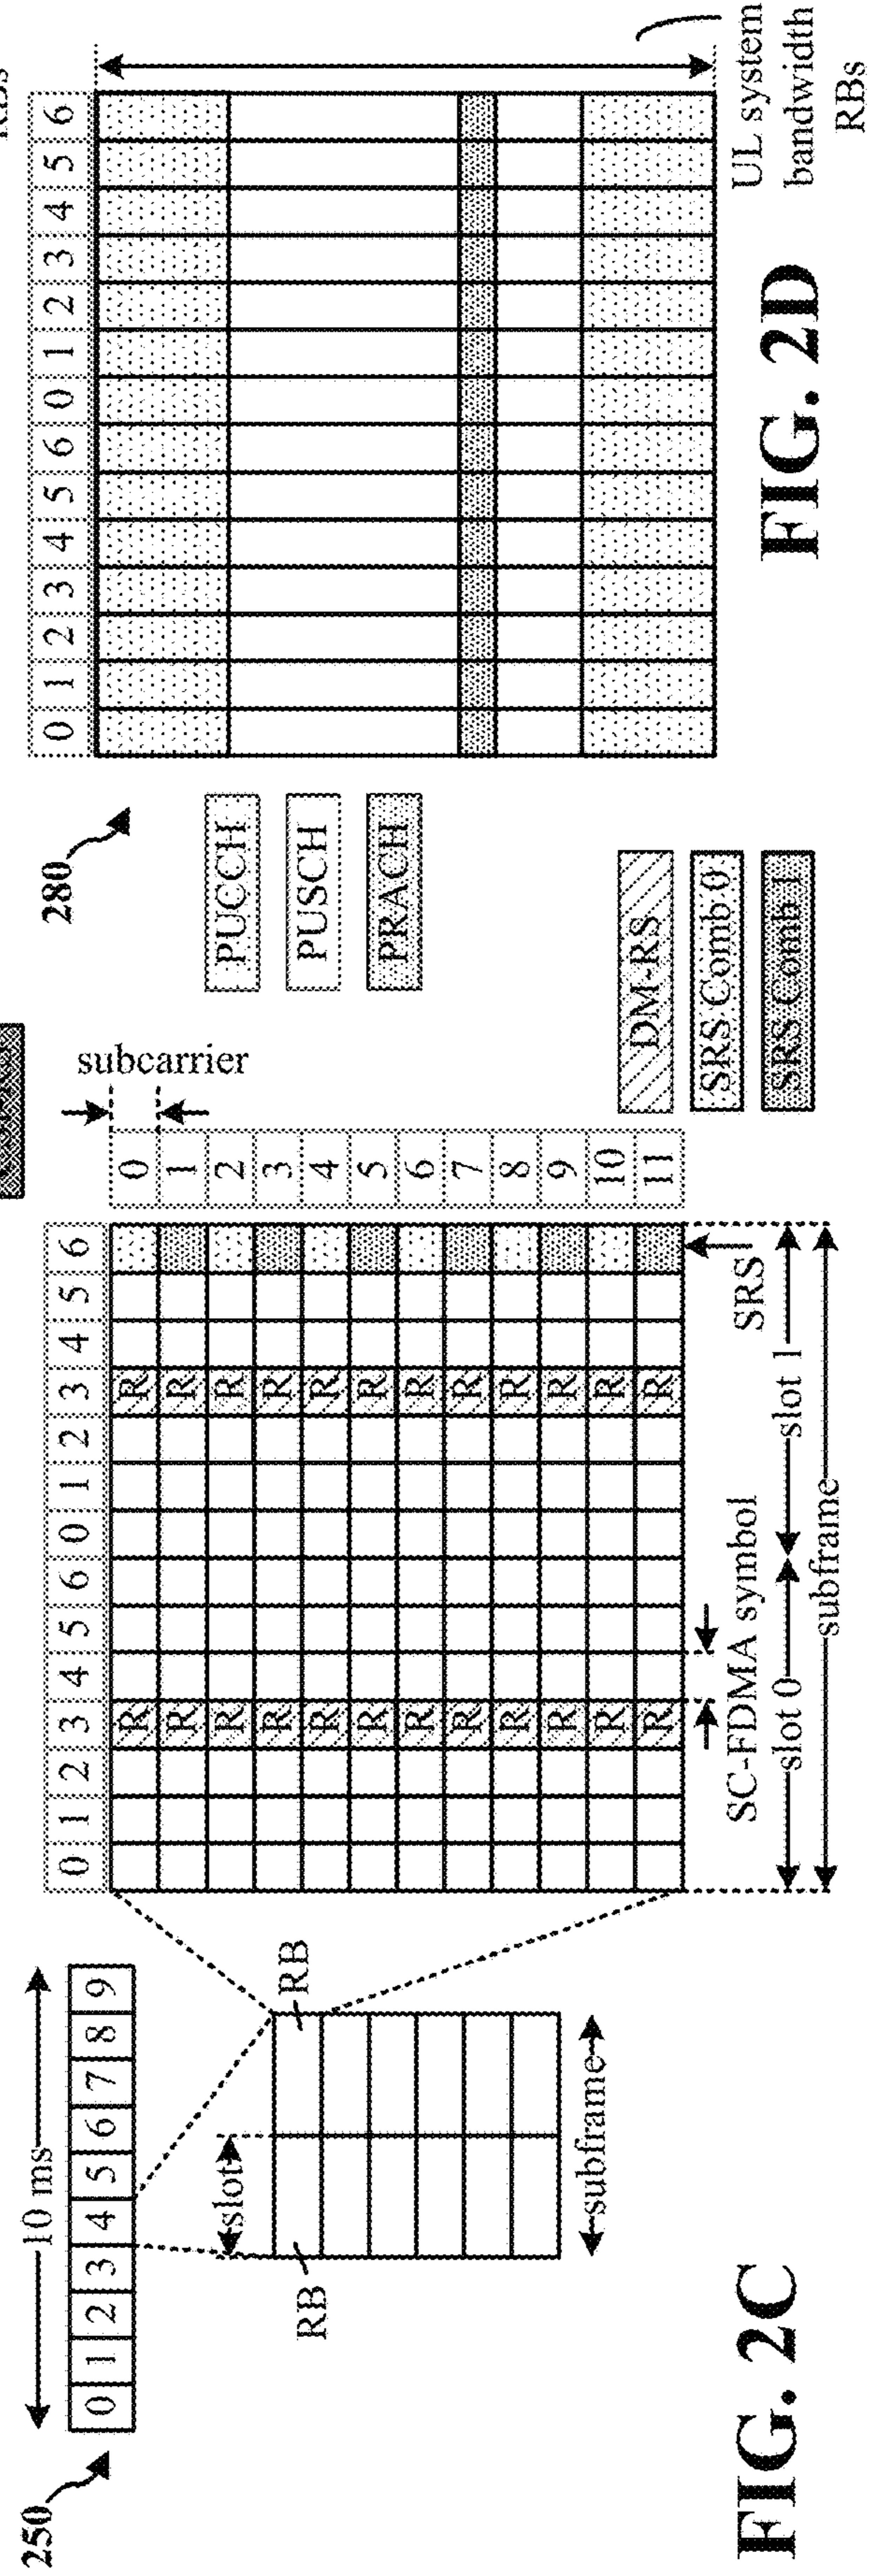 250
10 ms
0 1 2 3 4 5 6 7 8 9
slot
RB
RB
subframe
FIG. 2C
0 1 2 3 4 5 6 0 1 2 3 4 5 6
subcarrier
R R 0
R R 1
R R 2
R R 3
R R 4
R R 5
R R 6
R R 7
R R 8
R R 9
R R 10
R R 11
SC-FDMA symbol
SRS
slot 0
slot 1
subframe
DM-RS
SRS Comb 0
SRS Comb 1
280
PUCCH
PUSCH
PRACH
0 1 2 3 4 5 6 0 1 2 3 4 5 6
UL system
bandwidth
RBs
FIG. 2D